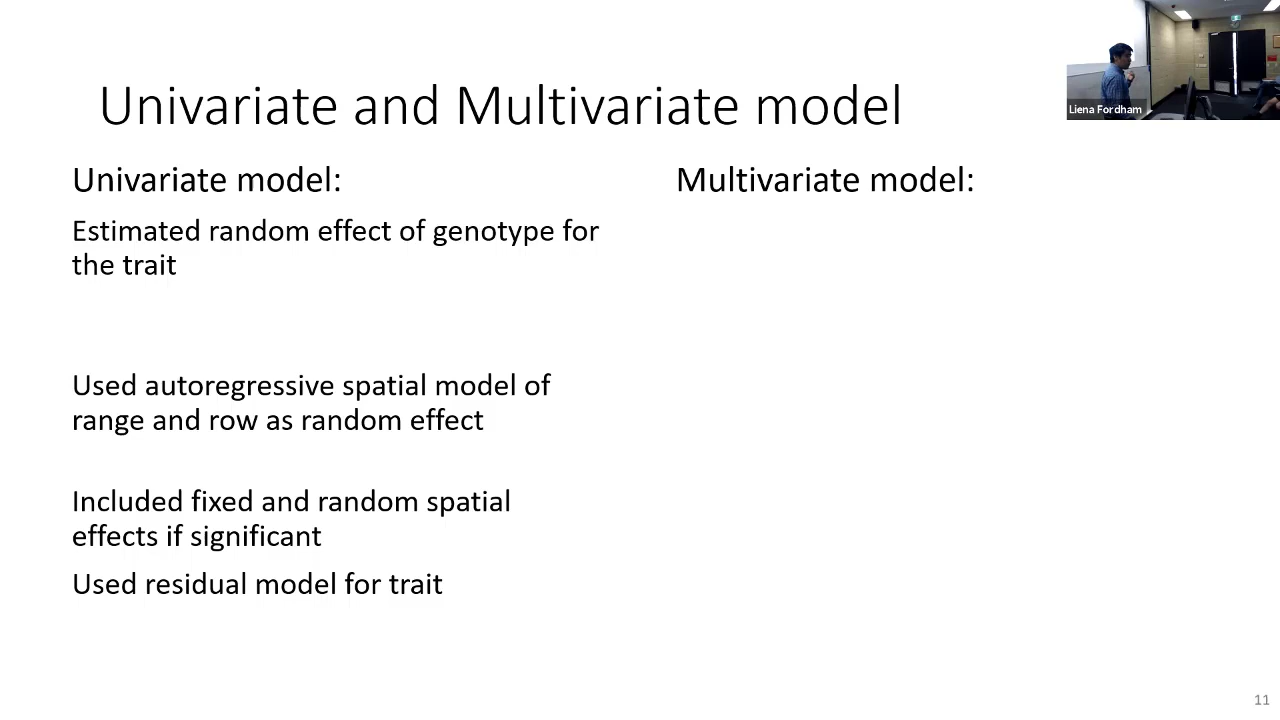 Univariate and Multivariate model
Liena Fordham
Univariate model:
Estimated random effect of genotype for
the trait
Used autoregressive spatial model of
range and row as random effect
Included fixed and random spatial
effects if significant
Used residual model for trait
Multivariate model:
11